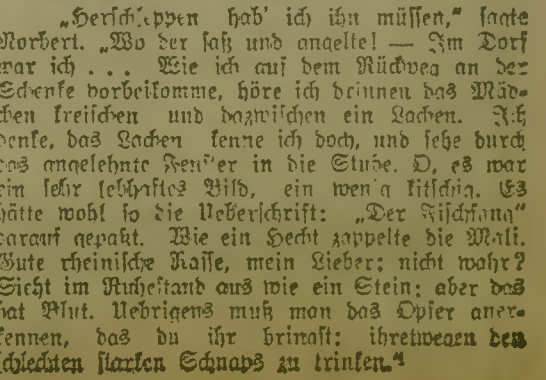 „Herschleppen hab' ich ihn müssen,“ sagte
Norbert. „Wo der saß und angelte! — Im Dorf
war ich . . . Wie ich auf dem Rückweg an der
Schenke vorbeikomme, höre ich drinnen das Mäd-
chen kreischen und dazwischen ein Lachen. Ich
denke, das Lachen kenne ich doch, und sehe durch
das angelehnte Fenster in die Stube. O, es war
ein sehr lebhaftes Bild, ein wenig kitschig. Es
hätte wohl so die Ueberschrift: „Der Fischfang“
darauf gepaßt. Wie ein Hecht zappelte die Mali.
Gute rheinische Rasse, mein Lieber; nicht wahr?
Sieht im Ruhestand aus wie ein Stein; aber das
hat Blut. Uebrigens muß man das Opfer aner-
kennen, das du ihr bringst: ihretwegen den
schlechten starken Schnaps zu trinken.“